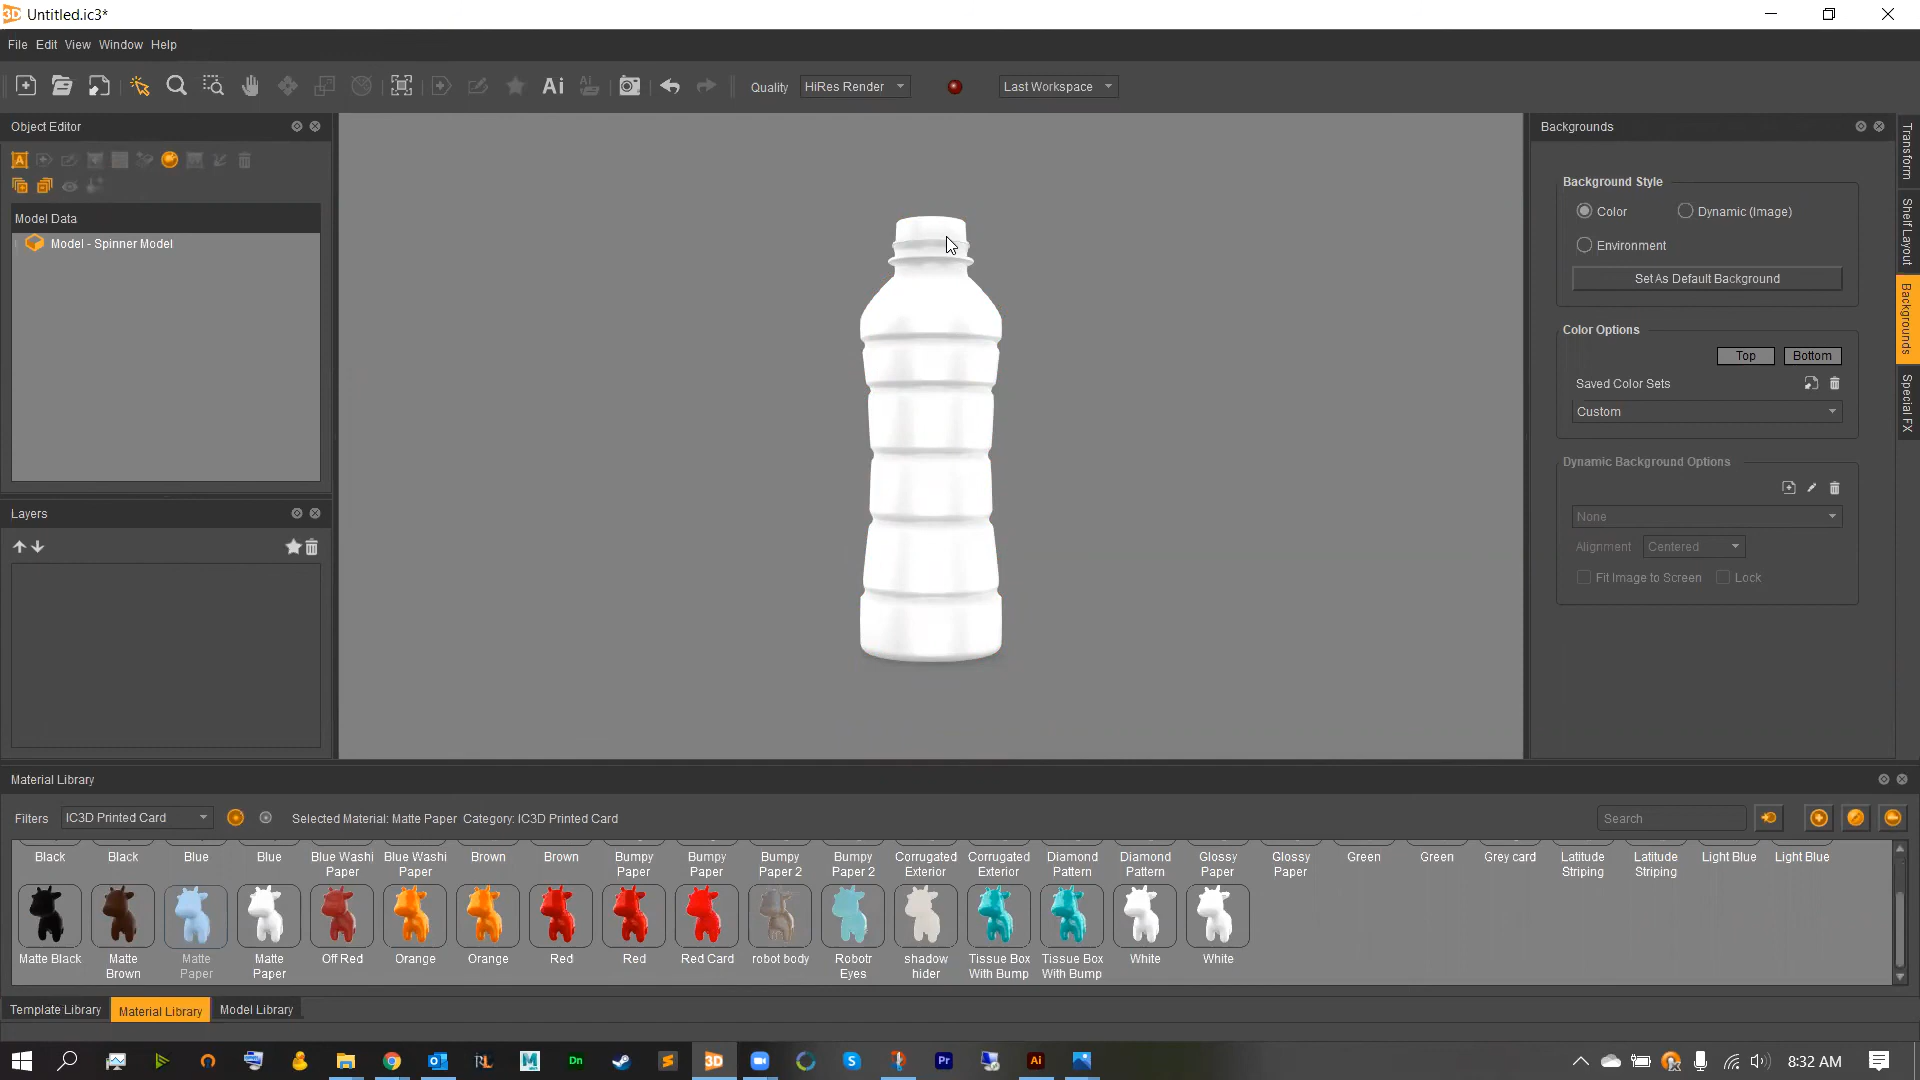 3D Untitled.ic3*
File Edit View Window Help
Ai Ai Quality HiRes Render Last Workspace
Object Editor
A
Model Data
Model - Spinner Model
Layers
Backgrounds
Background Style
Color Dynamic (Image)
Environment
Set As Default Background
Color Options
Top Bottom
Saved Color Sets
Custom
Dynamic Background Options
None
Alignment Centered
Fit Image to Screen Lock
Transform
Shelf Layout
Backgrounds
Special FX
Material Library
Filters IC3D Printed Card Selected Material: Matte Paper Category: IC3D Printed Card Search
Black Black Blue Blue Blue Washi Blue Washi Brown Brown Bumpy Bumpy Bumpy Bumpy Corrugated Corrugated Diamond Diamond Glossy Glossy Green Green Grey card Latitude Latitude Light Blue Light Blue
Paper Paper Paper Paper Paper 2 Paper 2 Exterior Exterior Pattern Pattern Paper Paper Striping Striping
Matte Black Matte Matte Matte Off Red Orange Orange Red Red Red Card robot body Robotr shadow Tissue Box Tissue Box White White
Brown Paper Paper Eyes hider With Bump With Bump
Template Library Material Library Model Library
Dn 3D S Pr Ai 8:32 AM